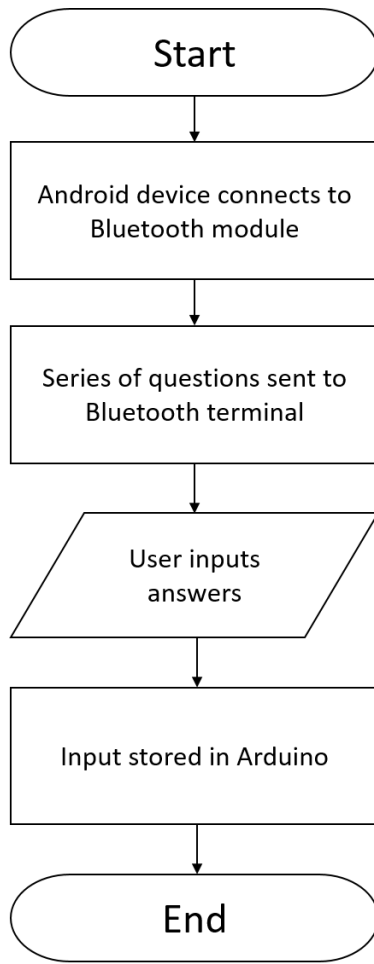 Start
Android device connects to
Bluetooth module
Series of questions sent to
Bluetooth terminal
User inputs
answers
Input stored in Arduino
End